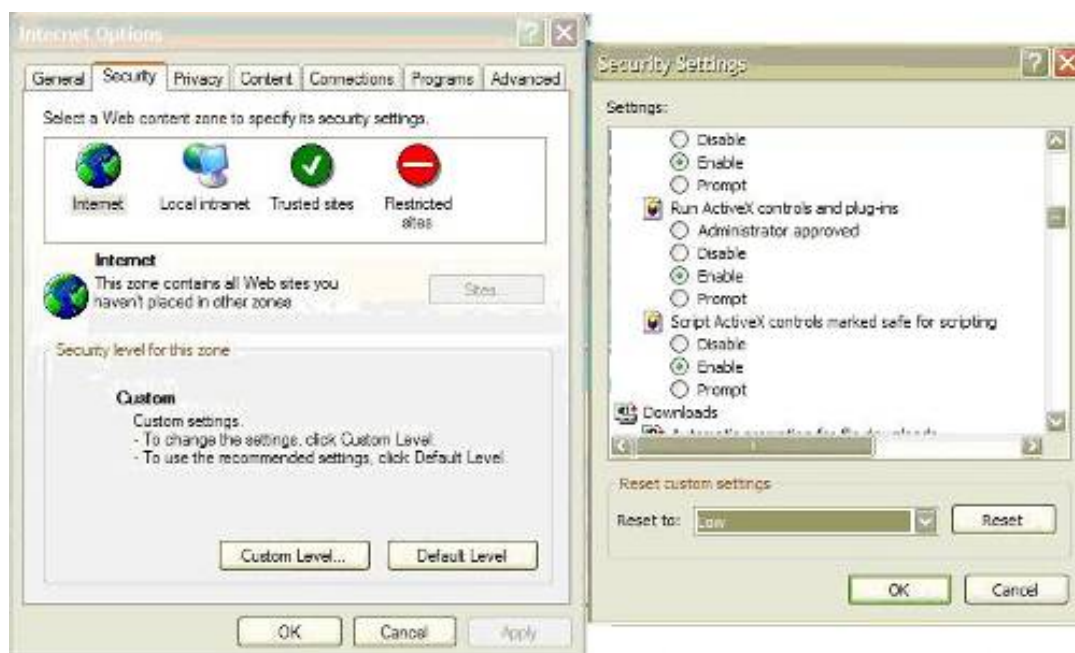 Internet Options
General Security Privacy Content Connections Programs Advanced
Select a Web content zone to specify its security settings.
Internet Local intranet Trusted sites Restricted sites
Internet
This zone contains all Web sites you
haven't placed in other zones
Sites...
Security level for this zone
Custom
Custom settings.
- To change the settings, click Custom Level.
- To use the recommended settings, click Default Level
Custom Level... Default Level
OK Cancel Apply
Security Settings
Settings:
Disable
Enable
Prompt
Run ActiveX controls and plug-ins
Administrator approved
Disable
Enable
Prompt
Script ActiveX controls marked safe for scripting
Disable
Enable
Prompt
Downloads
Automatic prompting for file downloads
Reset custom settings
Reset to: Low Reset
OK Cancel